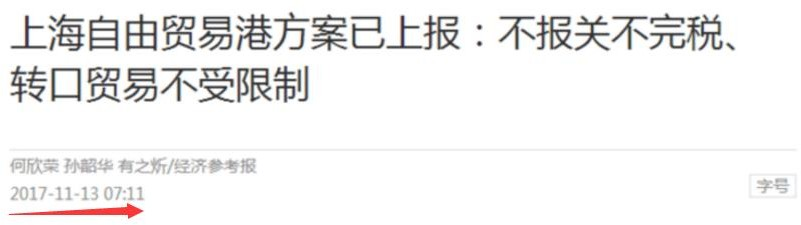 上海自由贸易港方案已上报：不报关不完税、
转口贸易不受限制
何欣荣 孙韶华 有之炘/经济参考报
2017-11-13 07:11
字号